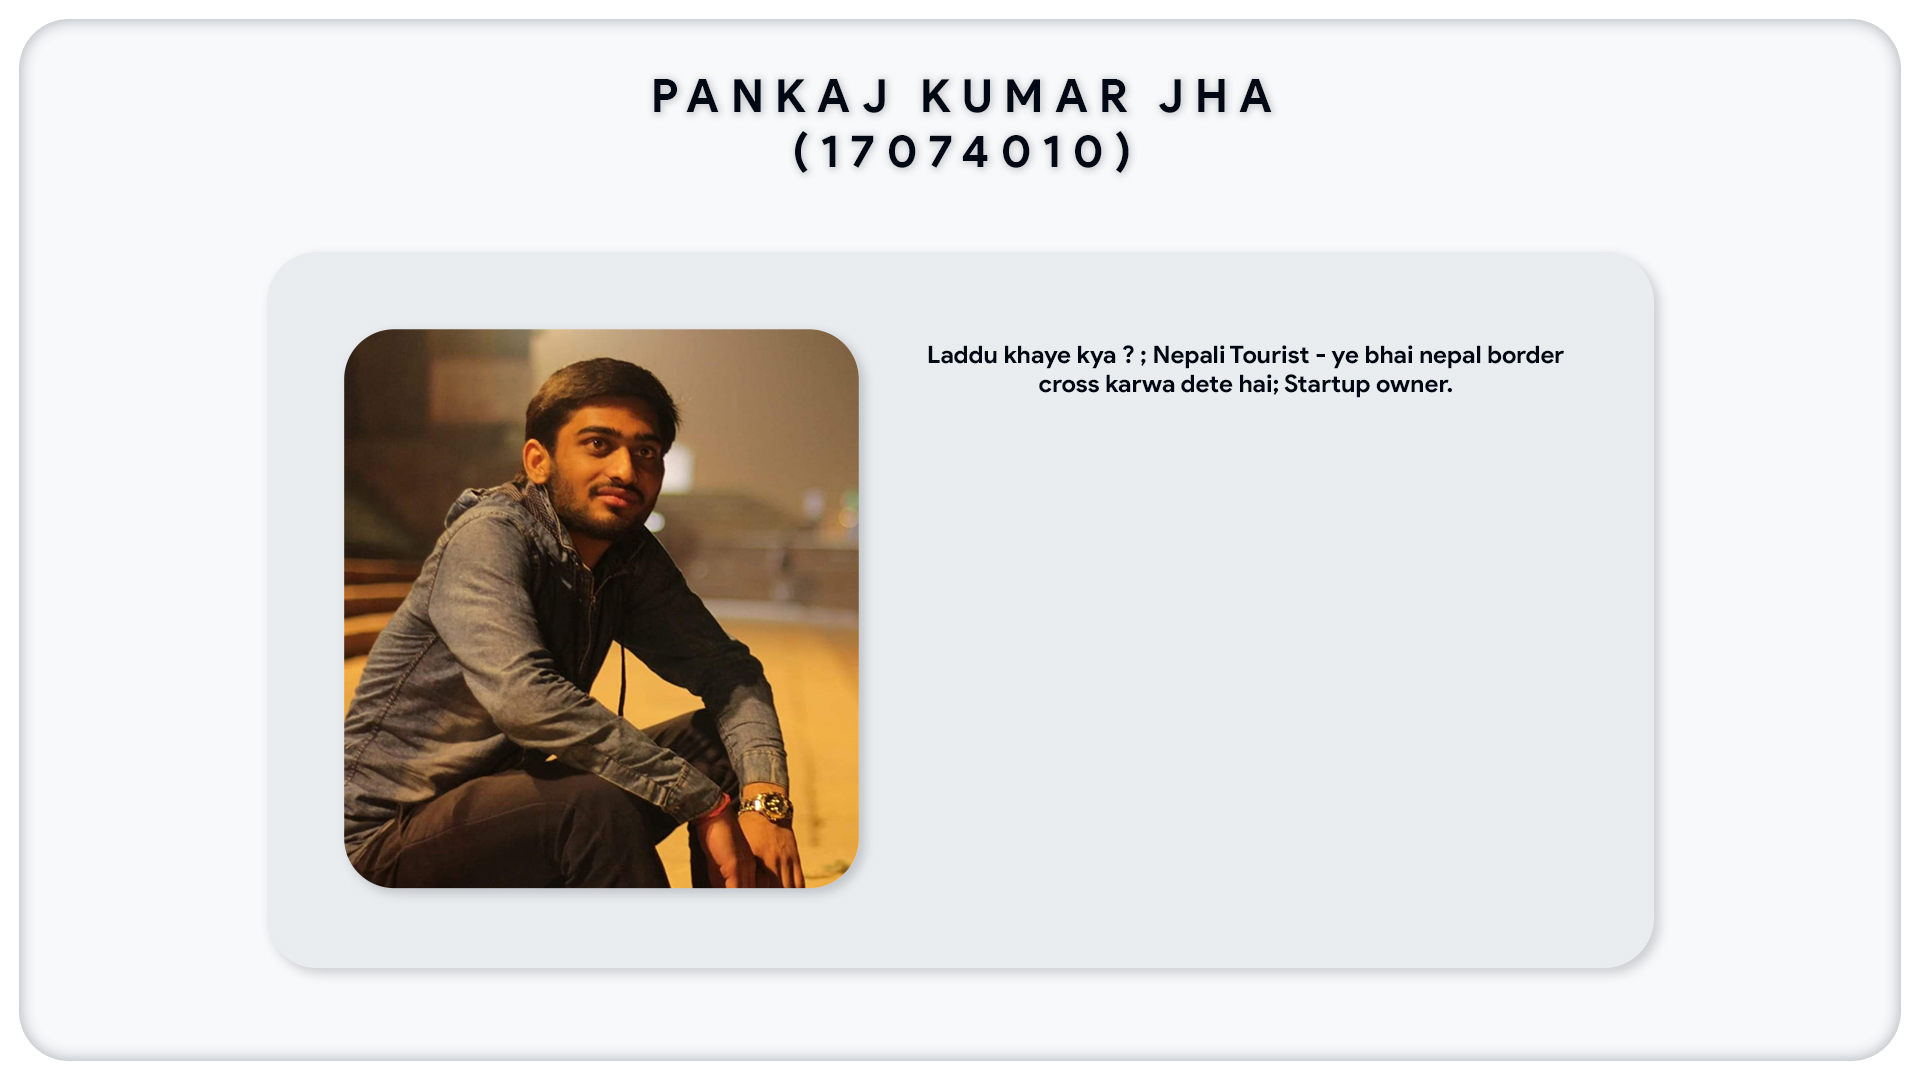 PANKAJ KUMAR JHA
(17074010)
Laddu khaye kya ? ; Nepali Tourist - ye bhai nepal border
cross karwa dete hai; Startup owner.